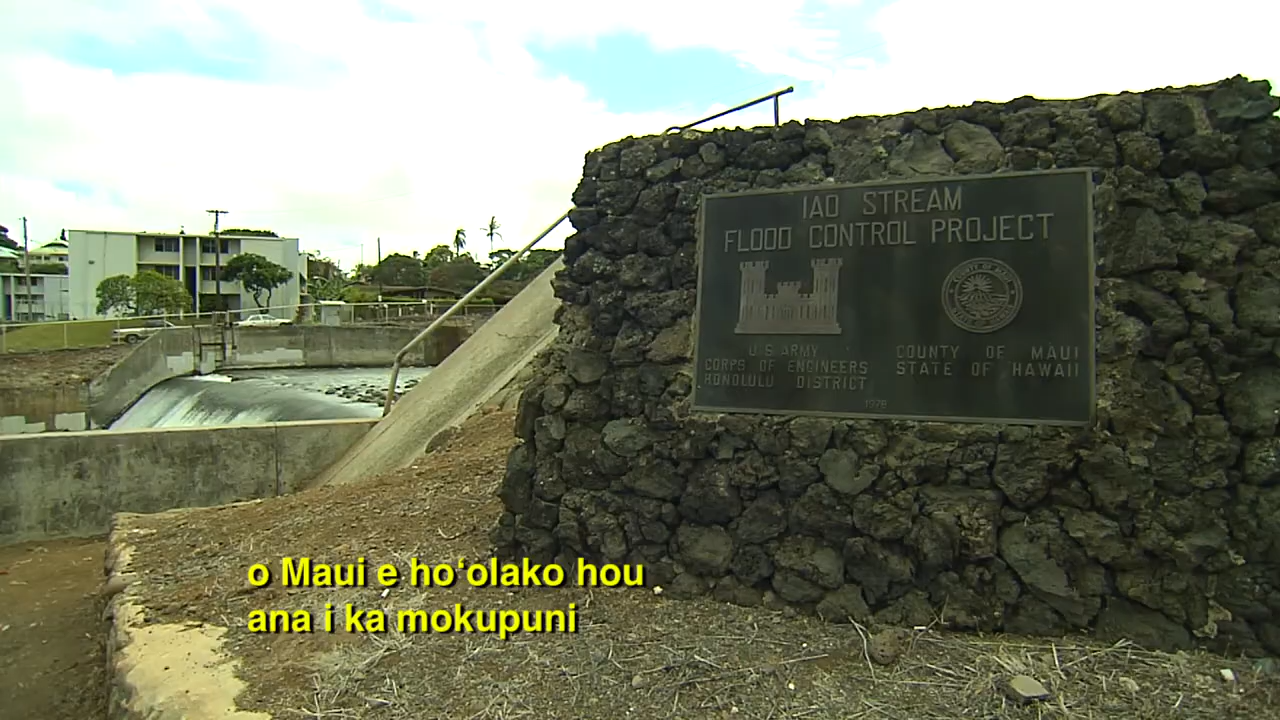 IAO STREAM
FLOOD CONTROL PROJECT
U.S. ARMY
CORPS OF ENGINEERS
HONOLULU DISTRICT
COUNTY OF MAUI
STATE OF HAWAII
1978
o Maui e hoʻolako hou
ana i ka mokupuni